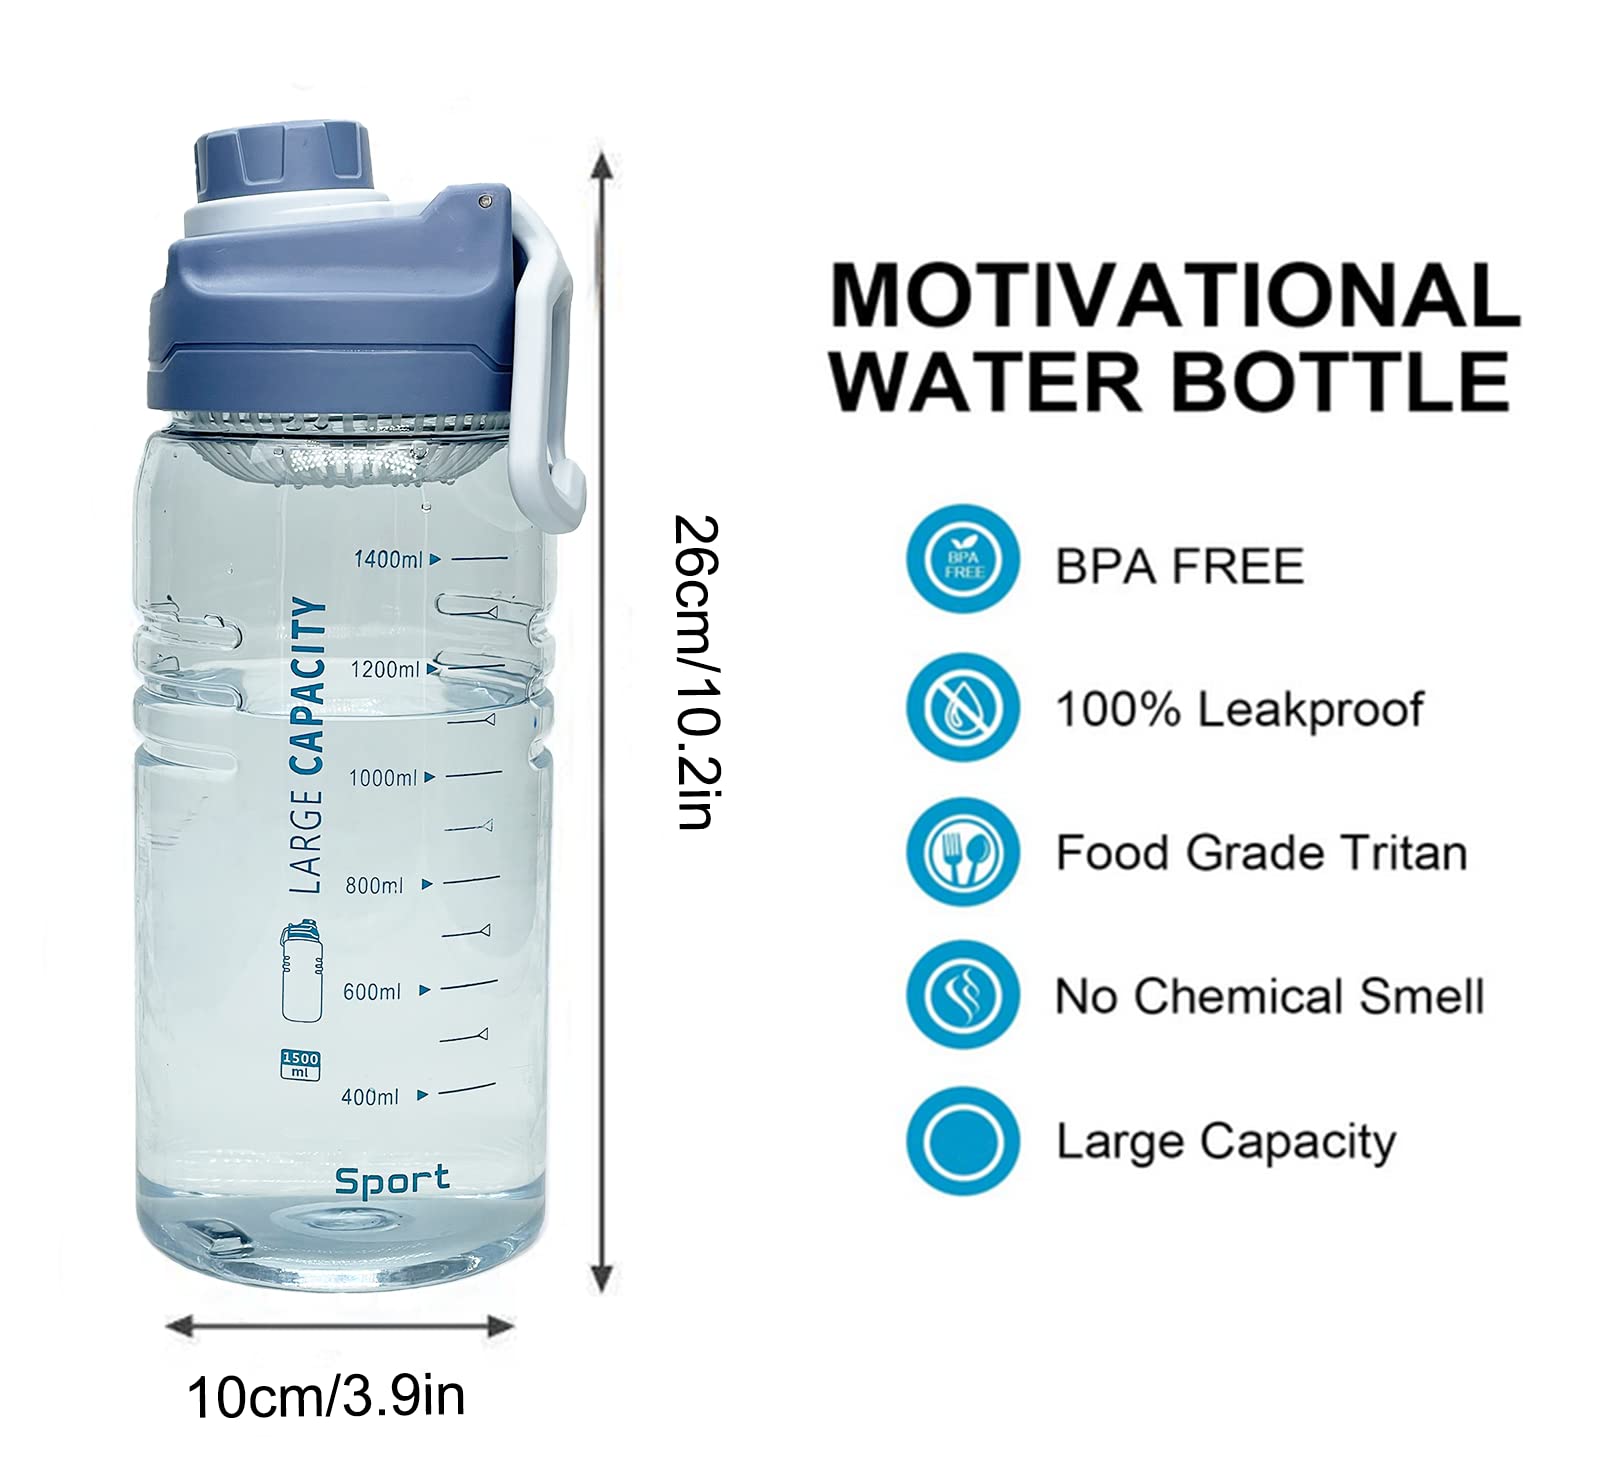 MOTIVATIONAL
WATER BOTTLE
BPA
FREE
BPA FREE
100% Leakproof
Food Grade Tritan
No Chemical Smell
Large Capacity
1400ml
1200ml
1000ml
800ml
600ml
400ml
LARGE CAPACITY
1500
ml
Sport
26cm/10.2in
10cm/3.9in